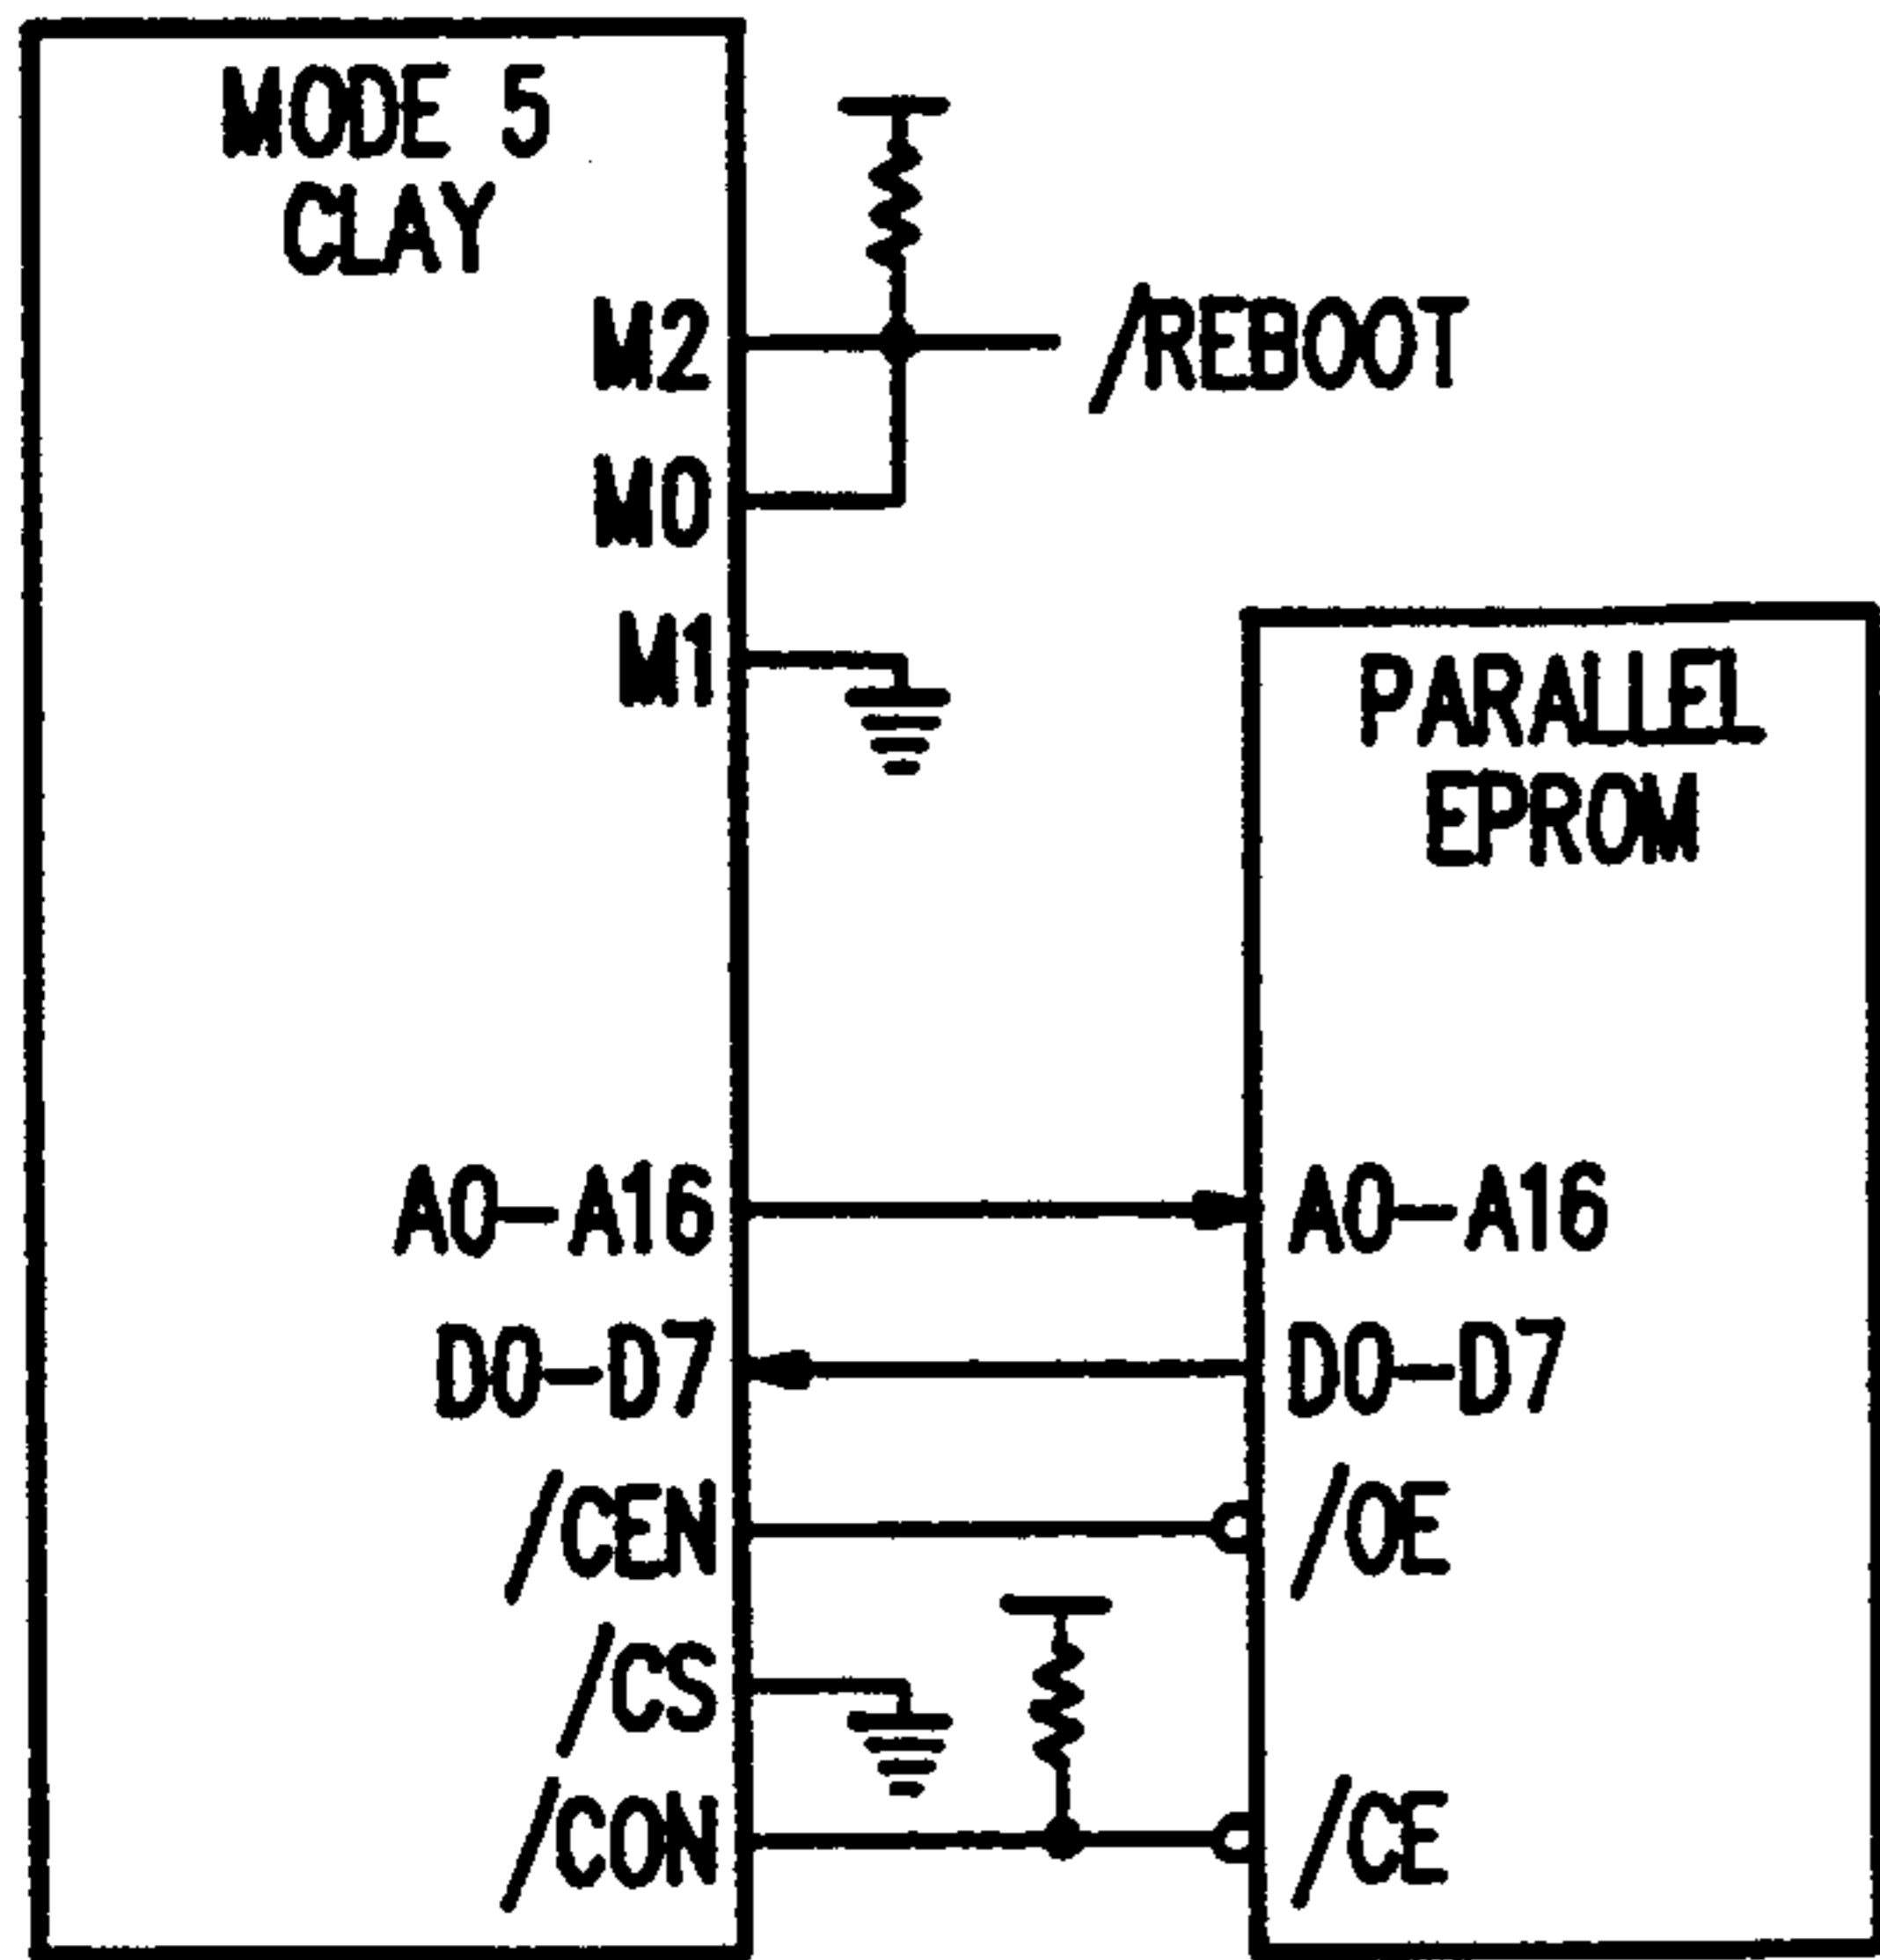 MODE 5
CLAY
M2
/REBOOT
M0
M1
PARALLEL
EPROM
A0-A16
A0-A16
D0-D7
D0-D7
/CEN
/OE
/CS
/CON
/CE